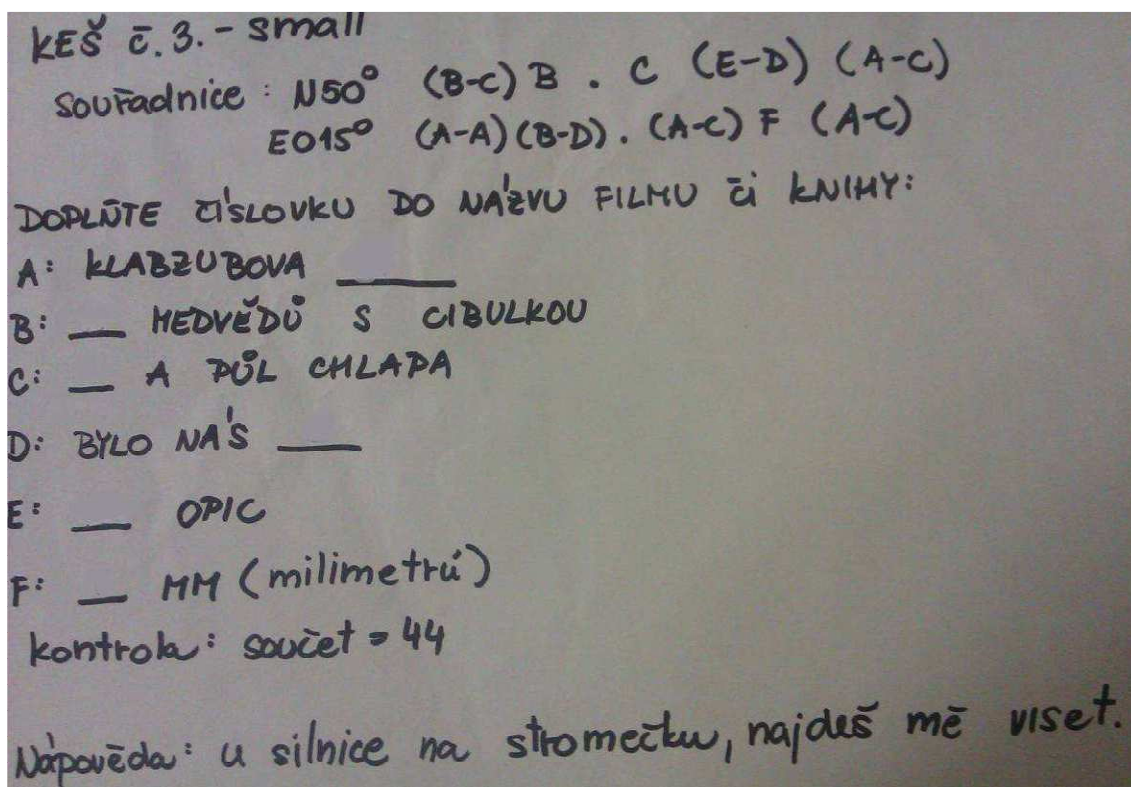 KEŠ č.3.- small
souřadnice: N50° (B-C) B . C (E-D) (A-C)
E015° (A-A)(B-D). (A-C) F (A-C)
DOPLŇTE ČÍSLOVKU DO NÁZVU FILMU či KNIHY:
A: KLABZUBOVA ____
B: __ MEDVĚDŮ S CIBULKOU
C: __ A PŮL CHLAPA
D: BYLO NÁS ___
E: __ OPIC
F: __ MM (milimetrů)
kontrola: součet = 44
Nápověda: u silnice na stromečku, najdeš mě viset.